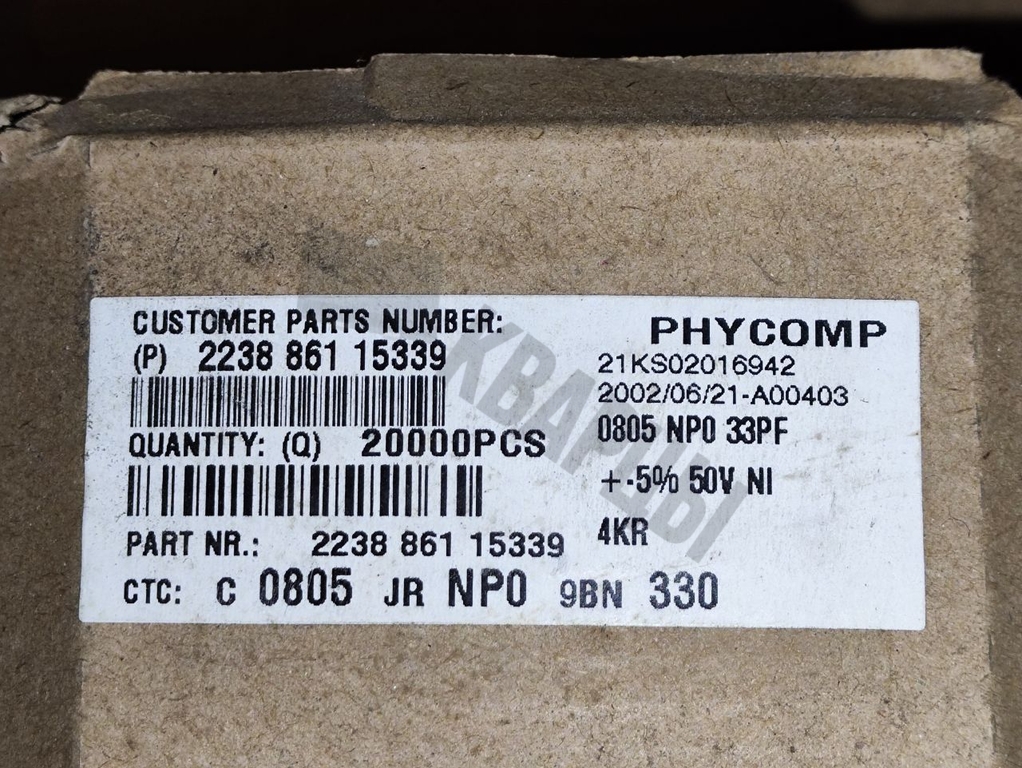 CUSTOMER PARTS NUMBER:
(P) 2238 861 15339
QUANTITY: (Q) 20000PCS
PART NR.: 2238 861 15339
CTC: C 0805 JR NP0 9BN 330
PHYCOMP
21KS02016942
2002/06/21-A00403
0805 NP0 33PF
+-5% 50V NI
4KR
КВАРЦЫ